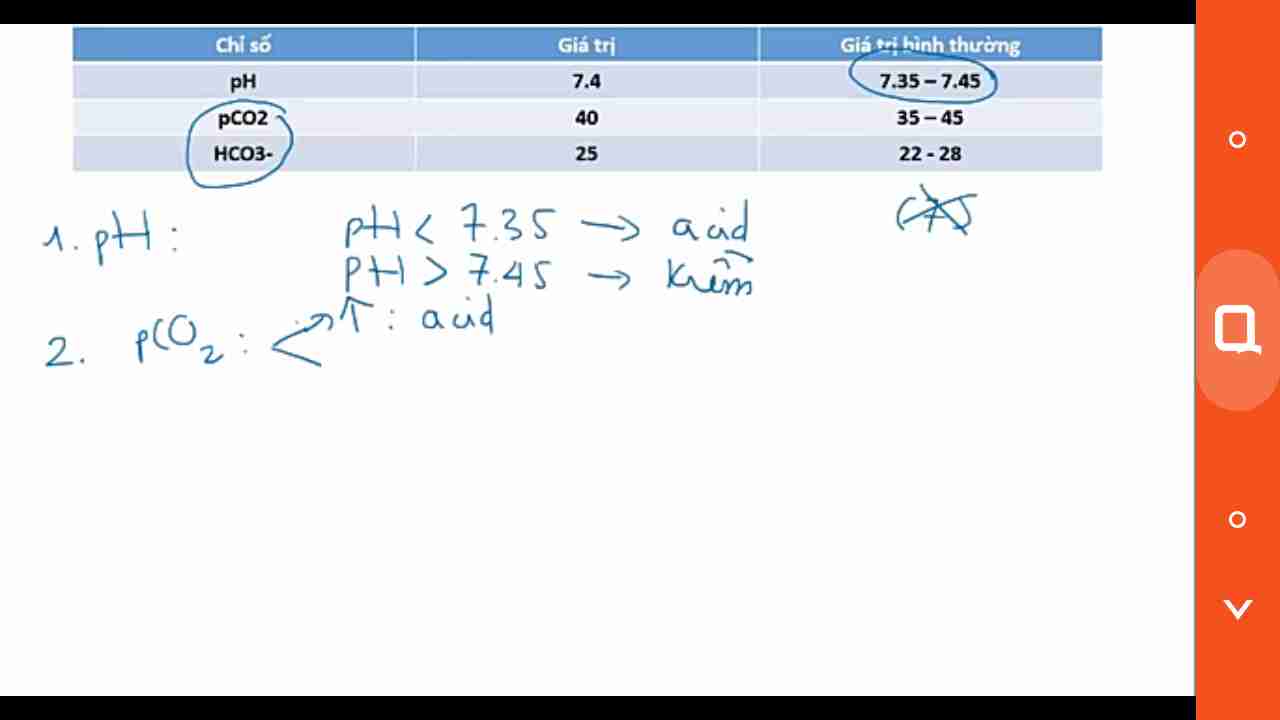 Chỉ số Giá trị Giá trị bình thường
pH 7.4 7.35 – 7.45
pCO2 40 35 – 45
HCO3- 25 22 - 28
(7)
1. pH: pH < 7.35 → acid
pH > 7.45 → kiềm
2. pCO2: < ↑: acid